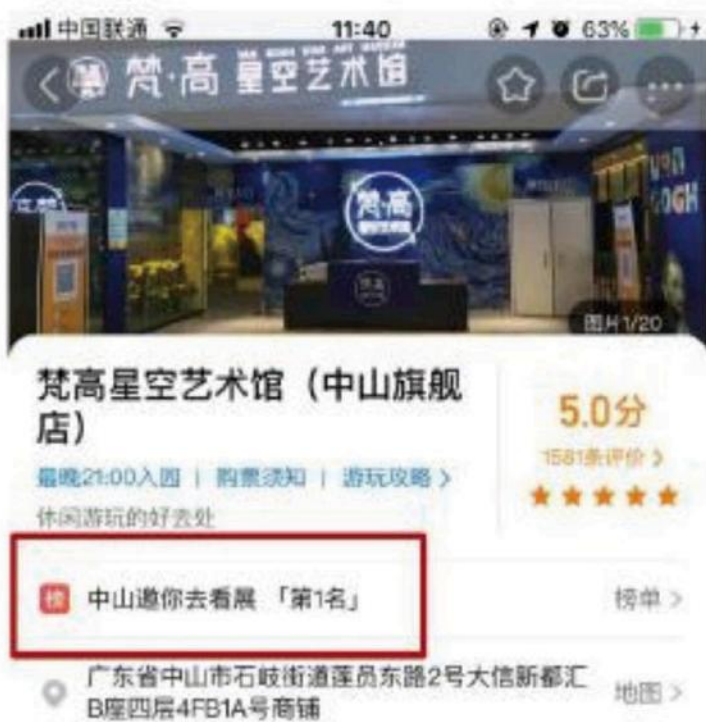 中国联通 11:40 63%
梵·高 星空艺术馆
梵·高
VAN
GOGH
图片1/20
梵高星空艺术馆（中山旗舰
店）
5.0分
1581条评价 >
最晚21:00入园 | 购票须知 | 游玩攻略 >
休闲游玩的好去处
榜 中山邀你去看展 「第1名」 榜单 >
广东省中山市石岐街道莲员东路2号大信新都汇
B座四层4FB1A号商铺
地图 >